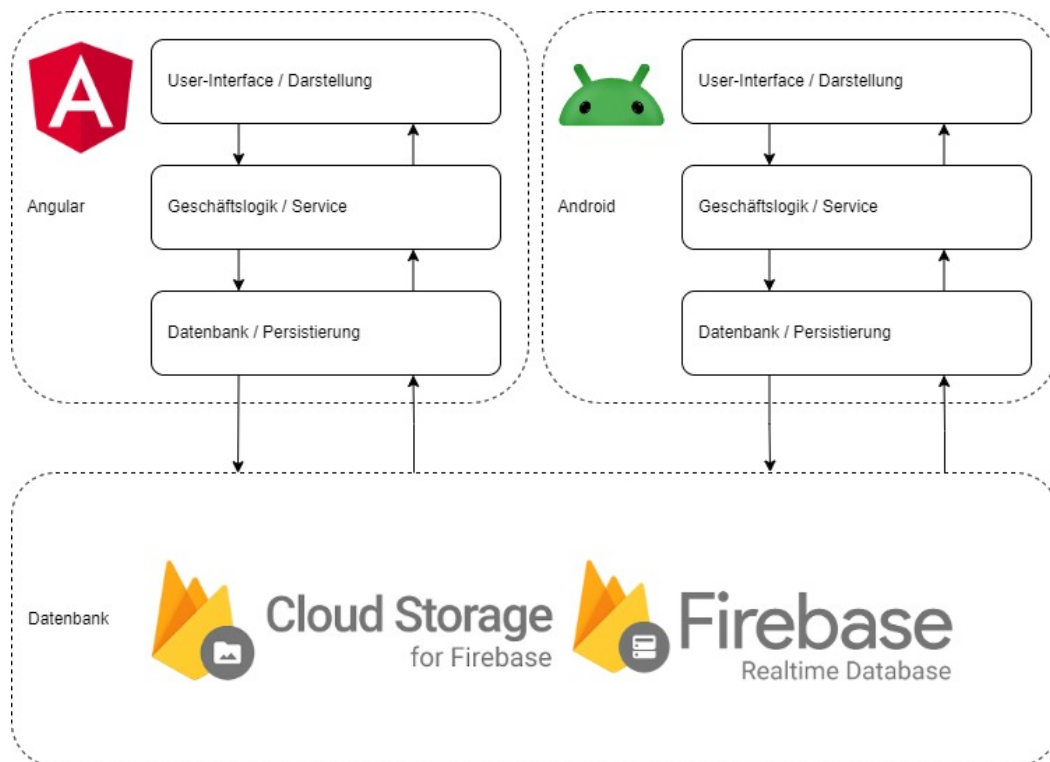 User-Interface / Darstellung
Angular
Geschäftslogik / Service
Datenbank / Persistierung
User-Interface / Darstellung
Android
Geschäftslogik / Service
Datenbank / Persistierung
Datenbank
Cloud Storage
for Firebase
Firebase
Realtime Database